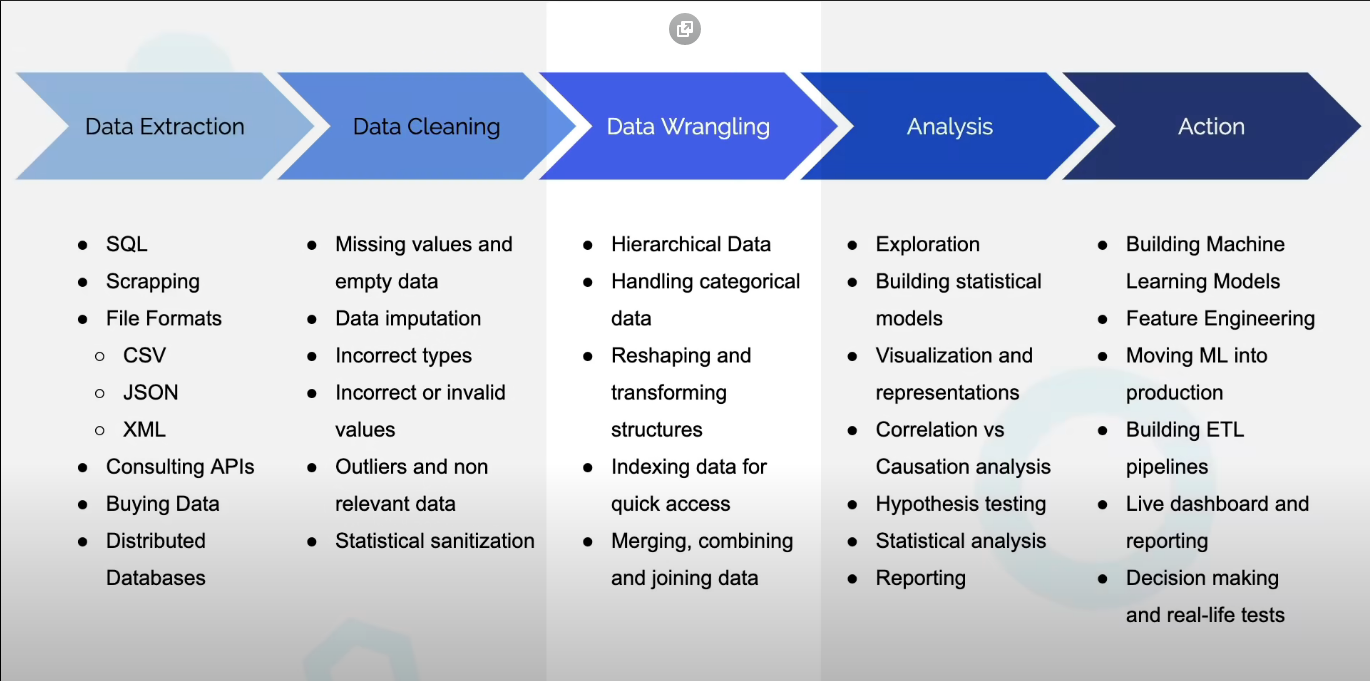 Data Extraction
Data Cleaning
Data Wrangling
Analysis
Action
● SQL
● Scrapping
● File Formats
○ CSV
○ JSON
○ XML
● Consulting APIs
● Buying Data
● Distributed
Databases
● Missing values and
empty data
● Data imputation
● Incorrect types
● Incorrect or invalid
values
● Outliers and non
relevant data
● Statistical sanitization
● Hierarchical Data
● Handling categorical
data
● Reshaping and
transforming
structures
● Indexing data for
quick access
● Merging, combining
and joining data
● Exploration
● Building statistical
models
● Visualization and
representations
● Correlation vs
Causation analysis
● Hypothesis testing
● Statistical analysis
● Reporting
● Building Machine
Learning Models
● Feature Engineering
● Moving ML into
production
● Building ETL
pipelines
● Live dashboard and
reporting
● Decision making
and real-life tests